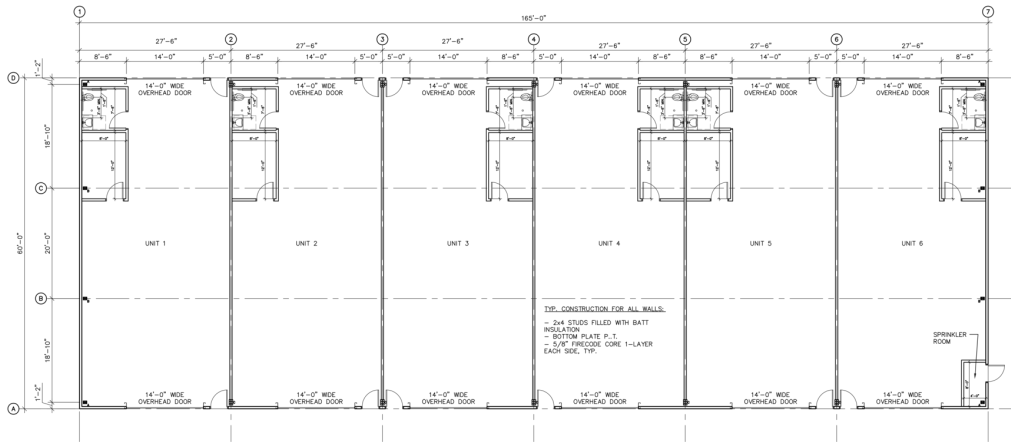 1
7
165'-0"
2
3
4
5
6
27'-6"
27'-6"
27'-6"
27'-6"
27'-6"
27'-6"
8'-6"
14'-0"
5'-0"
8'-6"
14'-0"
5'-0"
5'-0"
14'-0"
8'-6"
5'-0"
14'-0"
8'-6"
8'-6"
14'-0"
5'-0"
5'-0"
14'-0"
8'-6"
1'-2"
D
14'-0" WIDE
OVERHEAD DOOR
14'-0" WIDE
OVERHEAD DOOR
14'-0" WIDE
OVERHEAD DOOR
14'-0" WIDE
OVERHEAD DOOR
14'-0" WIDE
OVERHEAD DOOR
14'-0" WIDE
OVERHEAD DOOR
18'-10"
C
60'-0"
20'-0"
UNIT 1
UNIT 2
UNIT 3
UNIT 4
UNIT 5
UNIT 6
B
TYP. CONSTRUCTION FOR ALL WALLS:
- 2x4 STUDS FILLED WITH BATT
INSULATION
- BOTTOM PLATE P..T.
- 5/8" FIRECODE CORE 1-LAYER
EACH SIDE, TYP.
SPRINKLER
ROOM
18'-10"
1'-2"
A
14'-0" WIDE
OVERHEAD DOOR
14'-0" WIDE
OVERHEAD DOOR
14'-0" WIDE
OVERHEAD DOOR
14'-0" WIDE
OVERHEAD DOOR
14'-0" WIDE
OVERHEAD DOOR
14'-0" WIDE
OVERHEAD DOOR